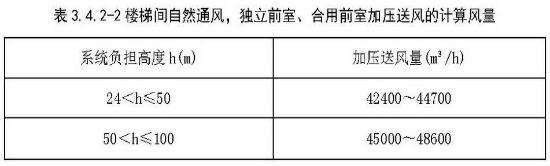 表3.4.2-2楼梯间自然通风，独立前室、合用前室加压送风的计算风量
系统负担高度h(m) 加压送风量(m³/h)
24<h≤50 42400~44700
50<h≤100 45000~48600